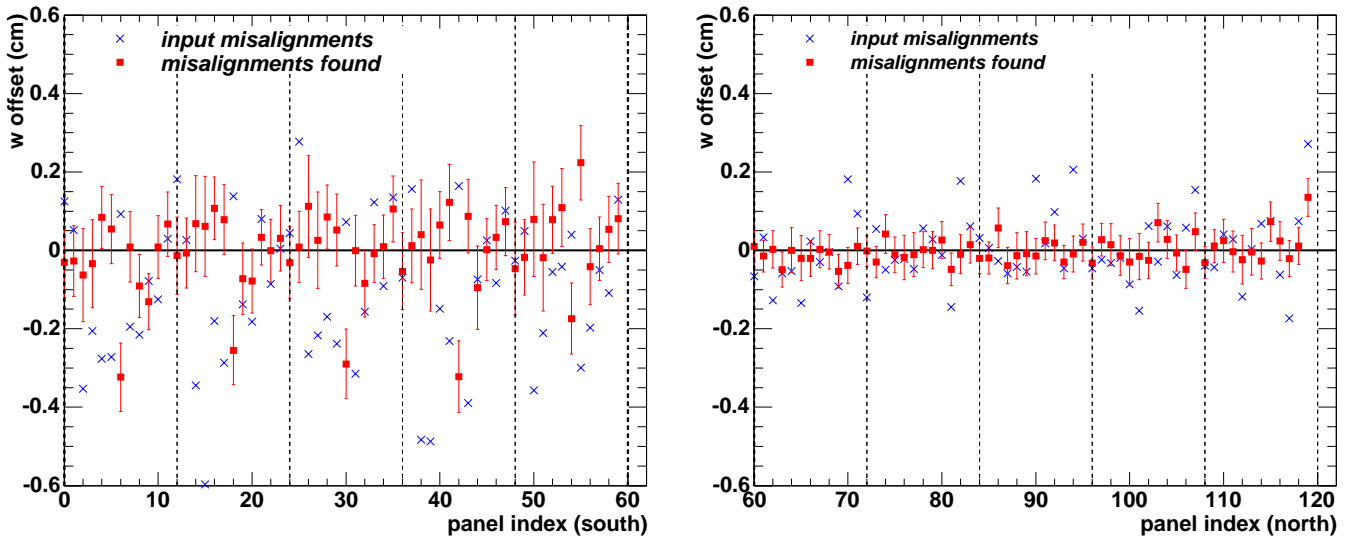 w offset (cm)
0.6
0.4
0.2
0
-0.2
-0.4
-0.6
input misalignments
misalignments found
0 10 20 30 40 50 60
panel index (south)
w offset (cm)
0.6
0.4
0.2
0
-0.2
-0.4
-0.6
input misalignments
misalignments found
60 70 80 90 100 110 120
panel index (north)